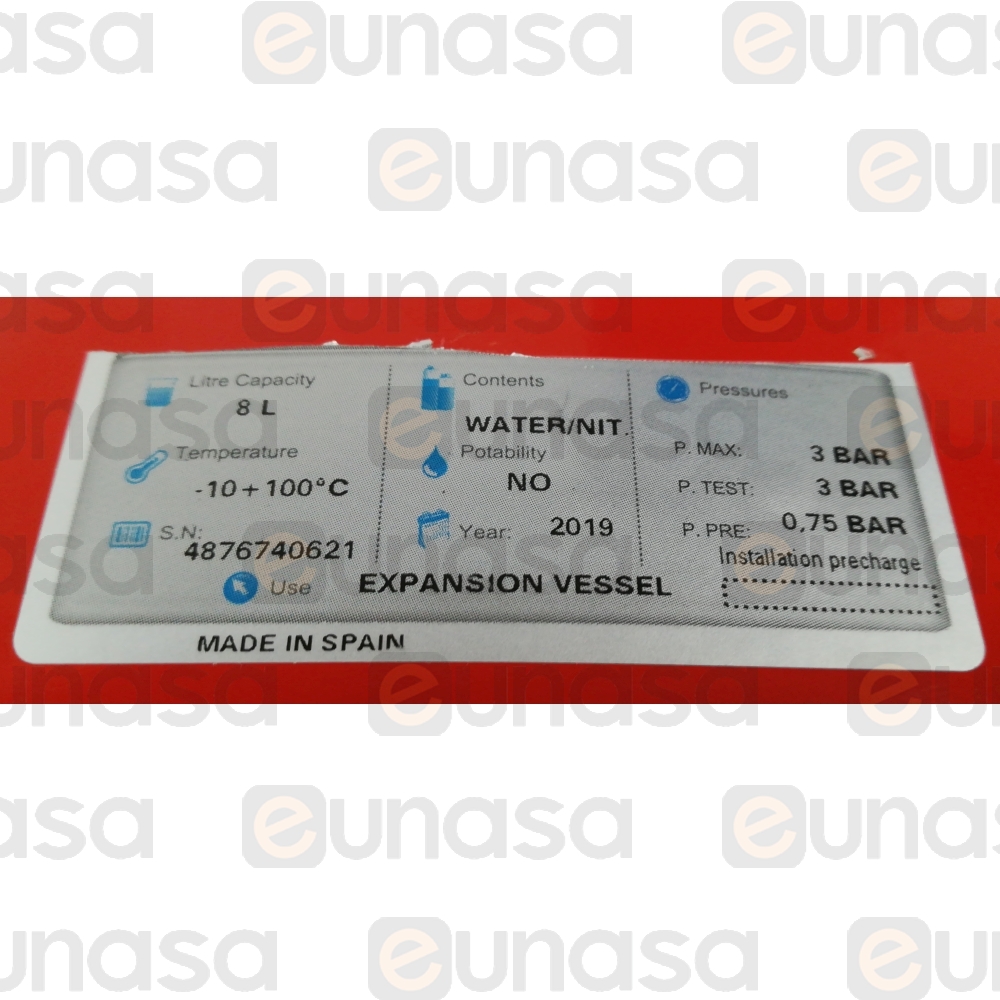 eunasa
Litre Capacity
8 L
Temperature
-10+100°C
S.N:
4876740621
Contents
WATER/NIT.
Potability
NO
Year: 2019
Use EXPANSION VESSEL
Pressures
P. MAX: 3 BAR
P. TEST: 3 BAR
P. PRE: 0,75 BAR
Installation precharge
MADE IN SPAIN